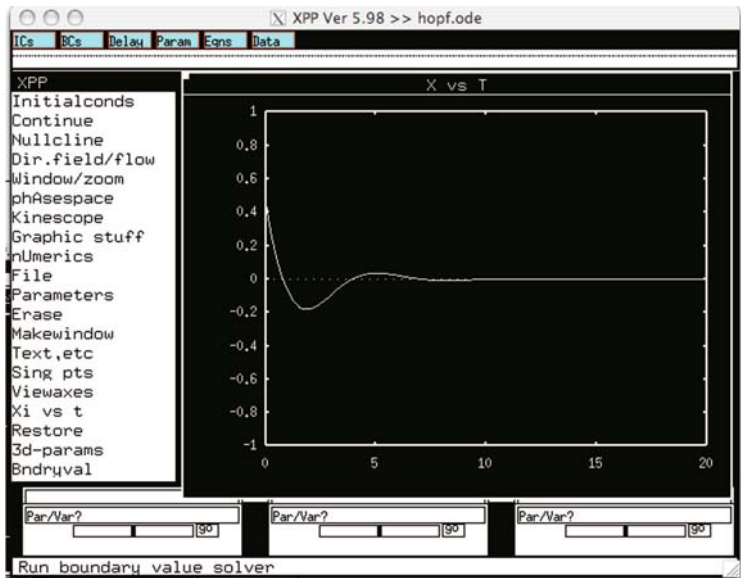 XPP Ver 5.98 >> hopf.ode
ICs BCs Delay Param Eqns Data
XPP
Initialconds
Continue
Nullcline
Dir.field/flow
Window/zoom
phAsespace
Kinescope
Graphic stuff
nUmerics
File
Parameters
Erase
Makewindow
Text,etc
Sing pts
Viewaxes
Xi vs t
Restore
3d-params
Bndryval
X vs T
1
0.8
0.6
0.4
0.2
0
-0.2
-0.4
-0.6
-0.8
-1
0 5 10 15 20
Par/Var?
go
Par/Var?
go
Par/Var?
go
Run boundary value solver